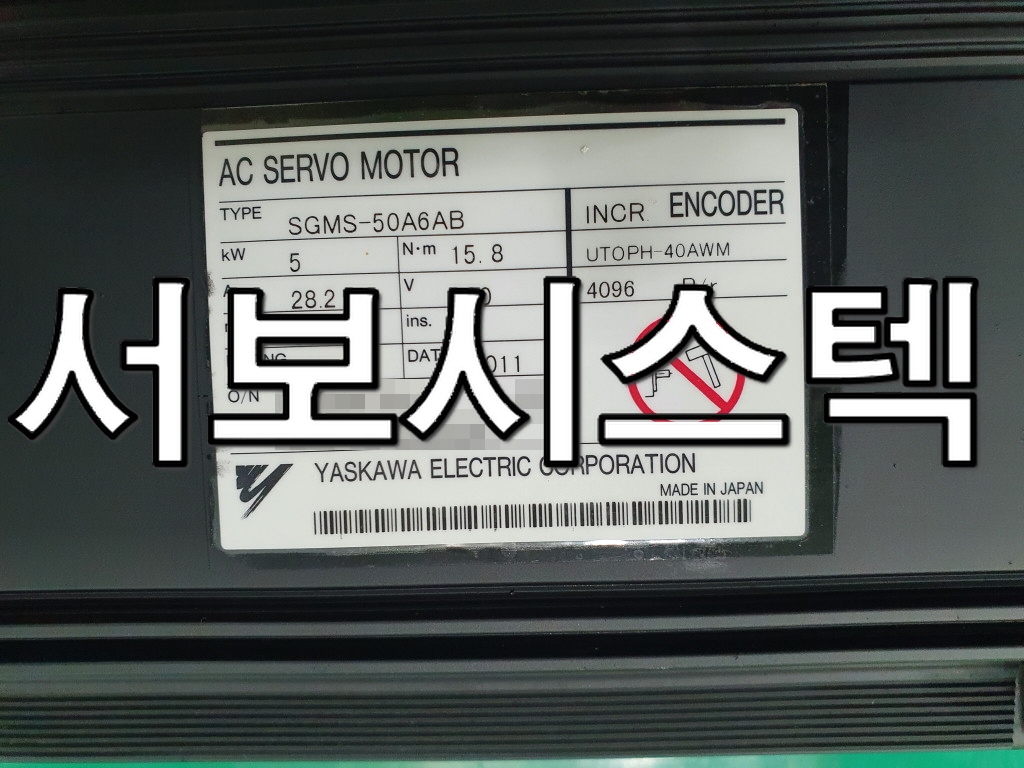 AC SERVO MOTOR
TYPE SGMS-50A6AB
INCR. ENCODER
kW 5 N·m 15.8
UTOPH-40AWM
28.2 V
4096 P/r
ins.
O/N
서보시스텍
YASKAWA ELECTRIC CORPORATION
MADE IN JAPAN